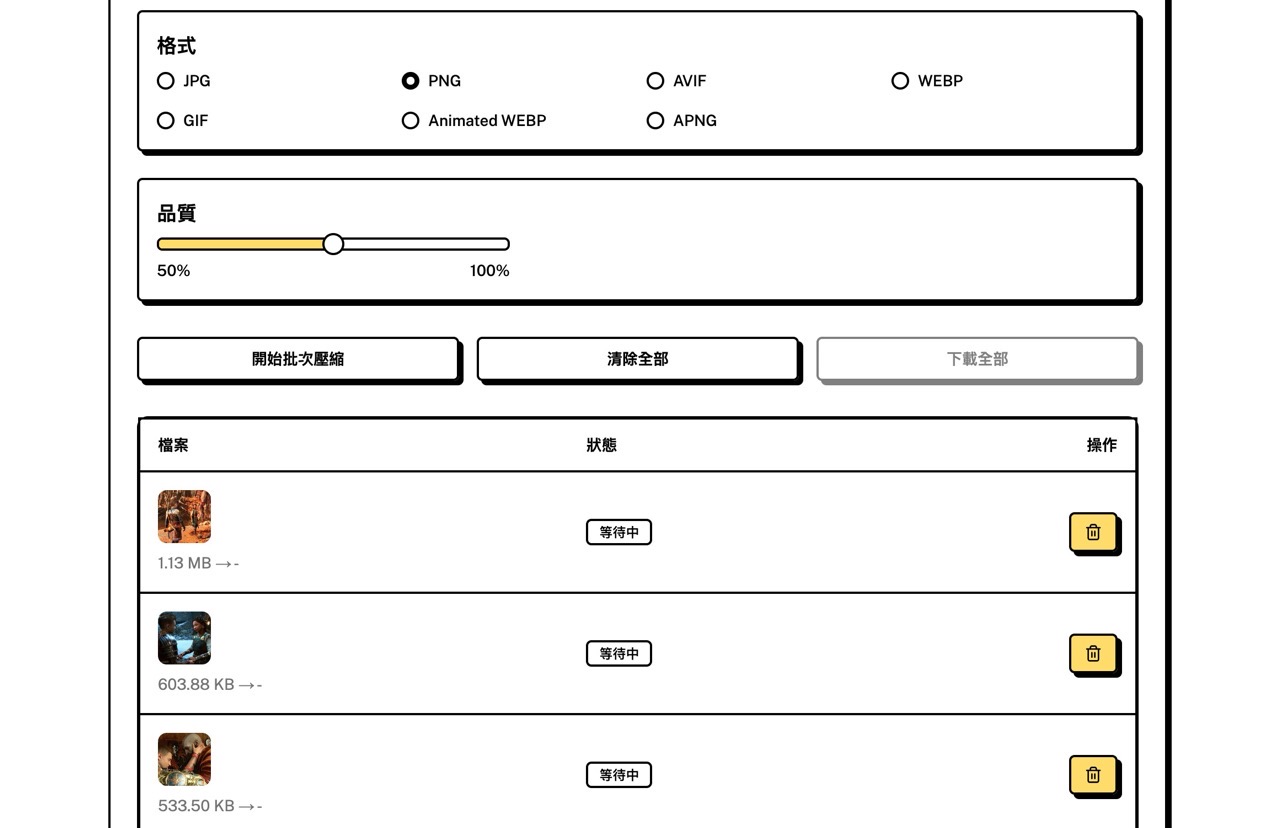 格式
JPG PNG AVIF WEBP
GIF Animated WEBP APNG
品質
50% 100%
開始批次壓縮 清除全部 下載全部
檔案 狀態 操作
等待中
1.13 MB →-
等待中
603.88 KB →-
等待中
533.50 KB →-